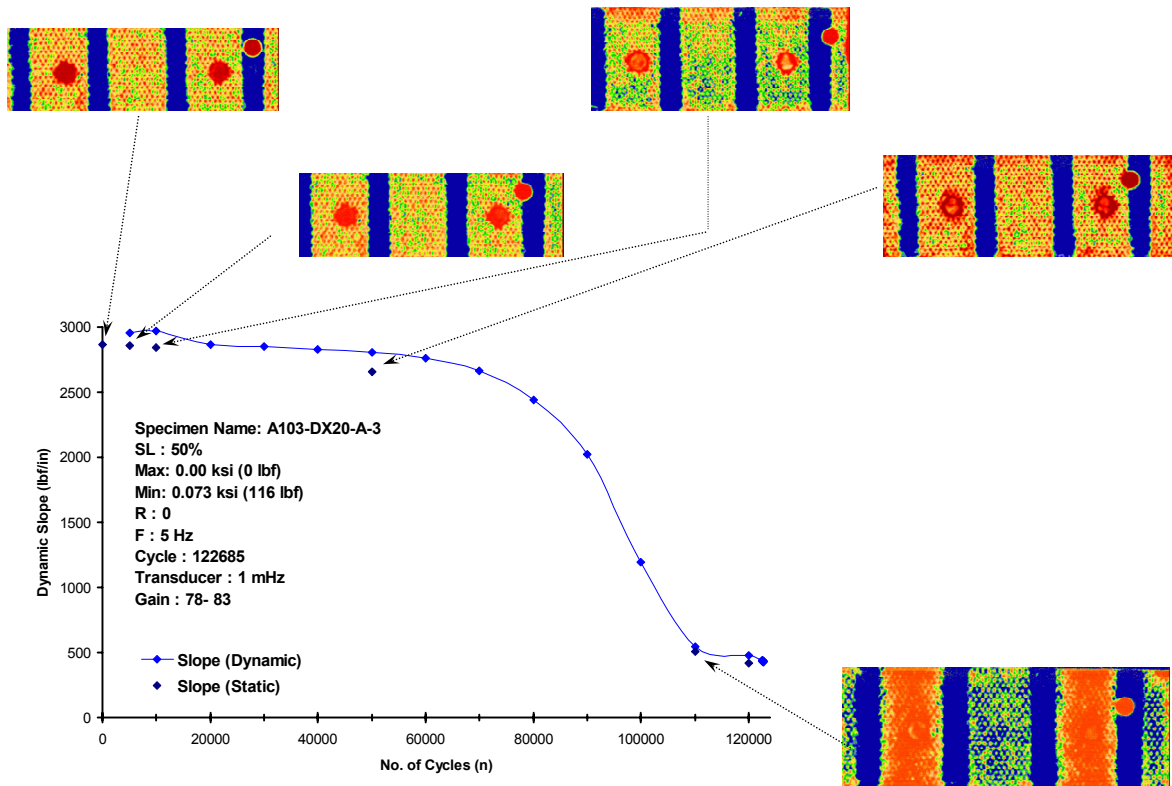 3000
2500
2000
1500
1000
500
0
Dynamic Slope (lbf/in)
Specimen Name: A103-DX20-A-3
SL : 50%
Max: 0.00 ksi (0 lbf)
Min: 0.073 ksi (116 lbf)
R : 0
F : 5 Hz
Cycle : 122685
Transducer : 1 mHz
Gain : 78- 83
Slope (Dynamic)
Slope (Static)
0 20000 40000 60000 80000 100000 120000
No. of Cycles (n)